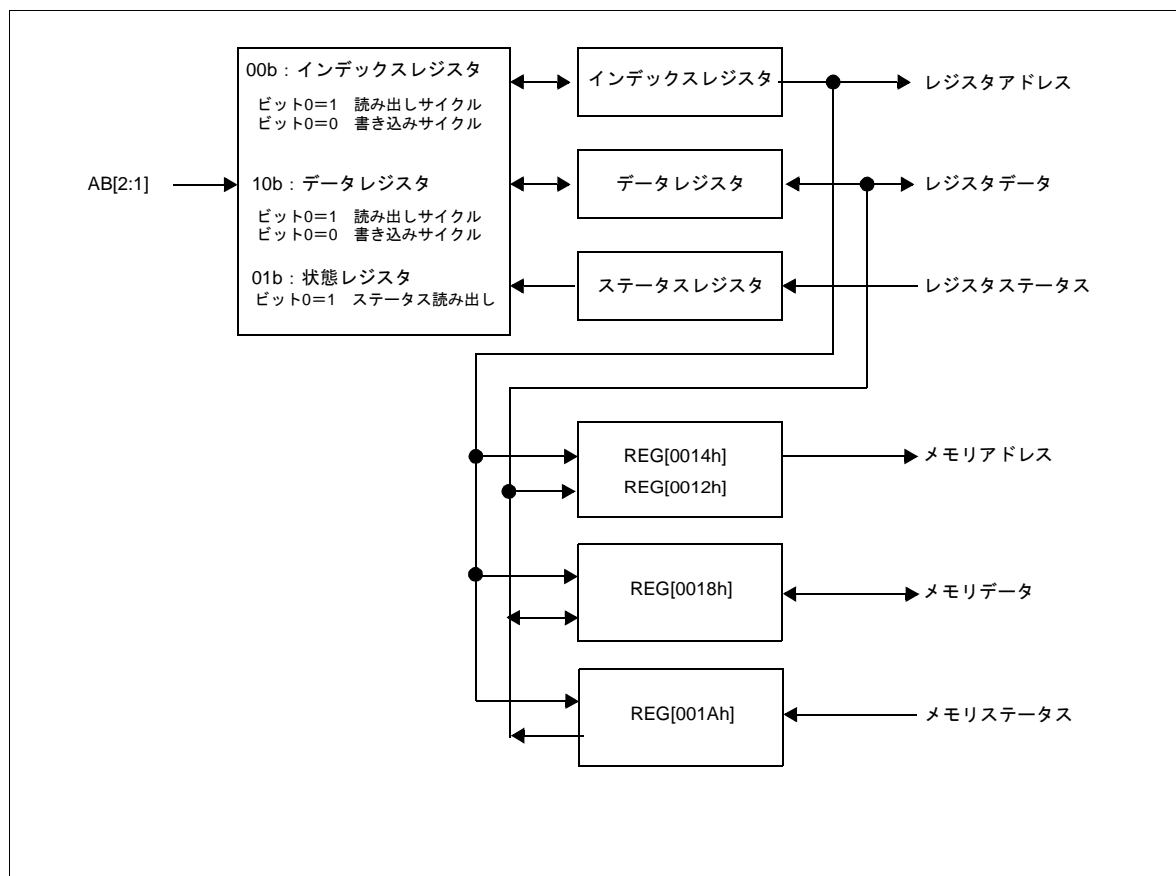 00b：インデックスレジスタ
ビット0＝1　読み出しサイクル
ビット0＝0　書き込みサイクル
AB[2:1]
10b：データレジスタ
ビット0＝1　読み出しサイクル
ビット0＝0　書き込みサイクル
01b：状態レジスタ
ビット0＝1　ステータス読み出し
インデックスレジスタ
レジスタアドレス
データレジスタ
レジスタデータ
ステータスレジスタ
レジスタステータス
REG[0014h]
REG[0012h]
メモリアドレス
REG[0018h]
メモリデータ
REG[001Ah]
メモリステータス